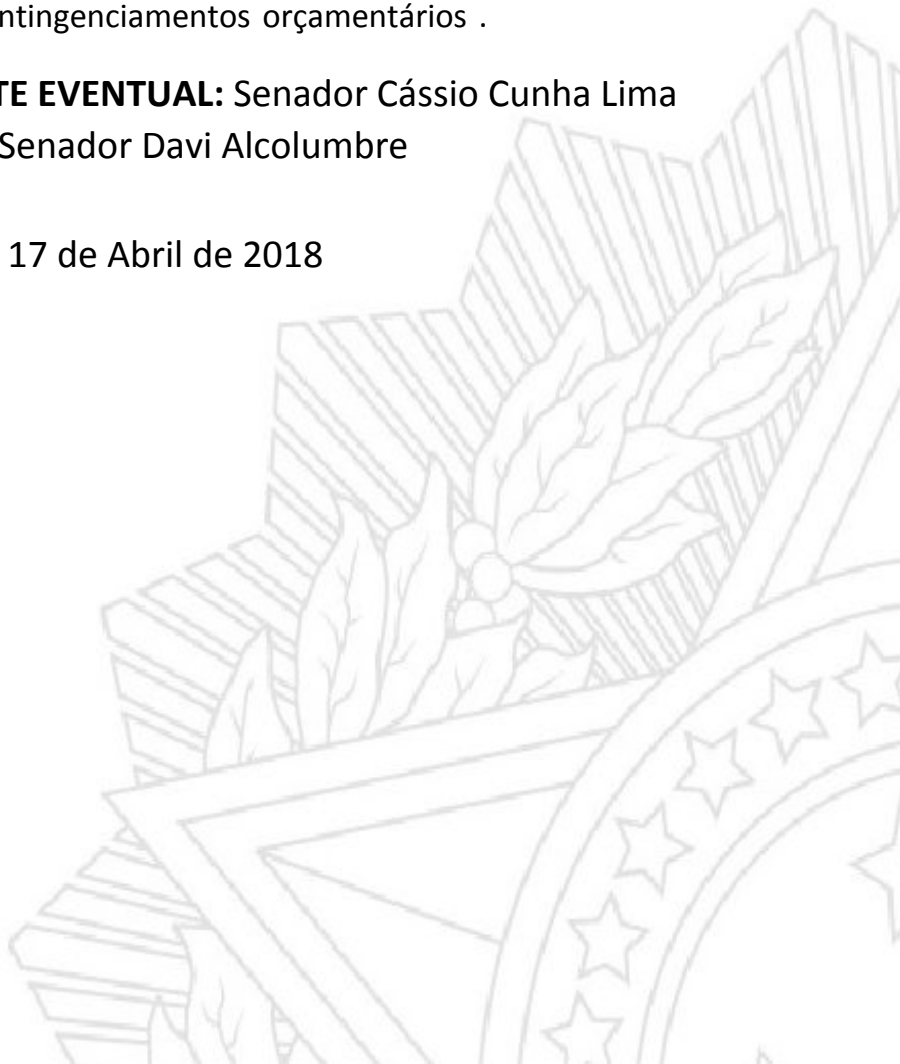 ntingenciamentos orçamentários .
TE EVENTUAL: Senador Cássio Cunha Lima
Senador Davi Alcolumbre
17 de Abril de 2018